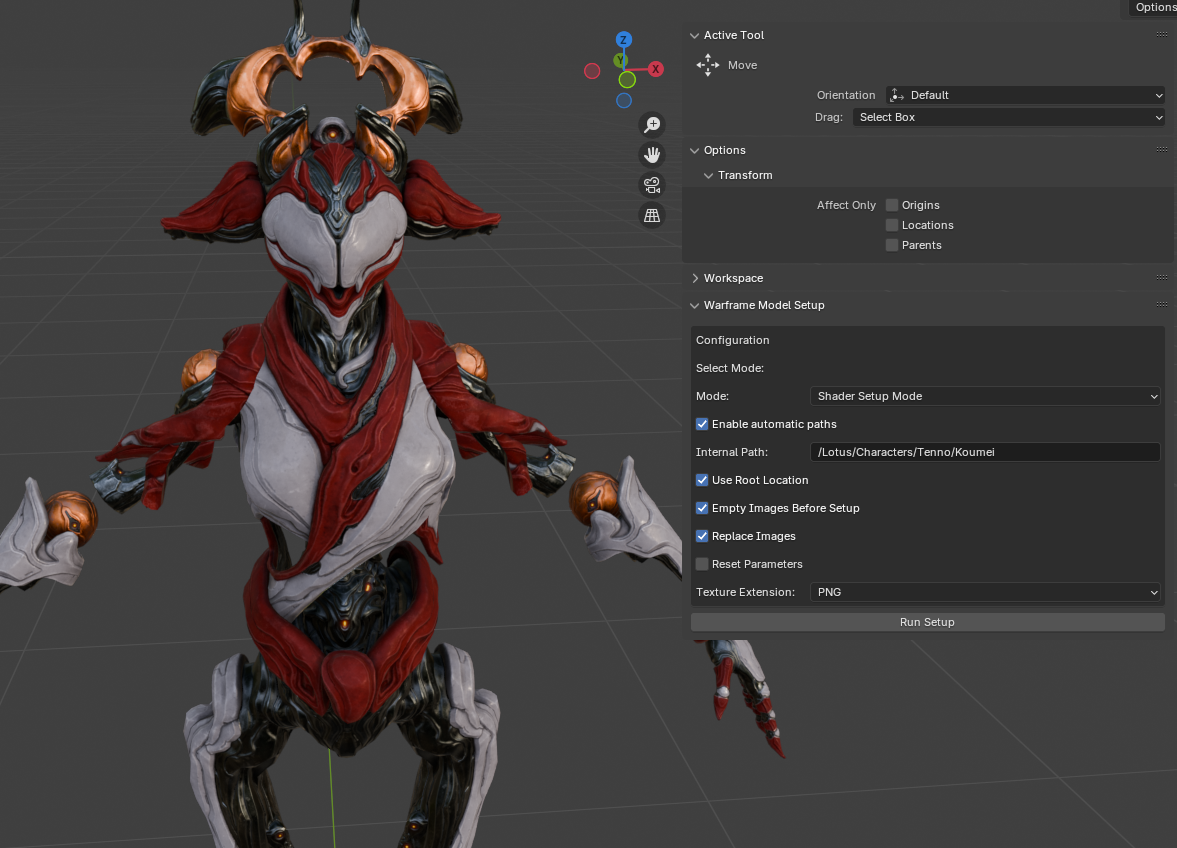 Options
Active Tool
Move
Orientation Default
Drag: Select Box
Options
Transform
Affect Only Origins
Locations
Parents
Workspace
Warframe Model Setup
Configuration
Select Mode:
Mode: Shader Setup Mode
Enable automatic paths
Internal Path: /Lotus/Characters/Tenno/Koumei
Use Root Location
Empty Images Before Setup
Replace Images
Reset Parameters
Texture Extension: PNG
Run Setup
Z
Y
X